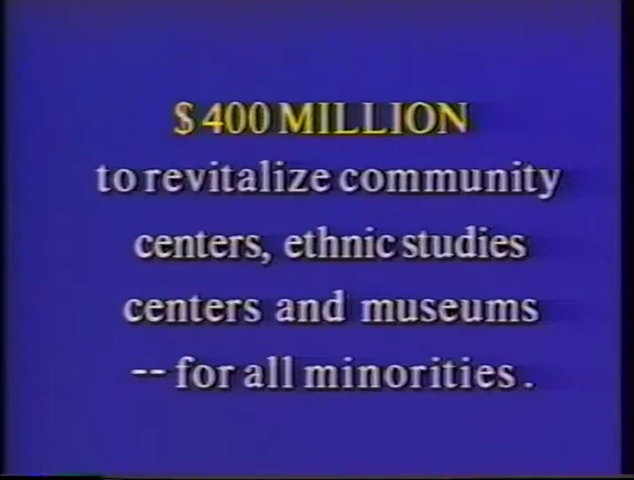 $400 MILLION
to revitalize community
centers, ethnic studies
centers and museums
-- for all minorities.